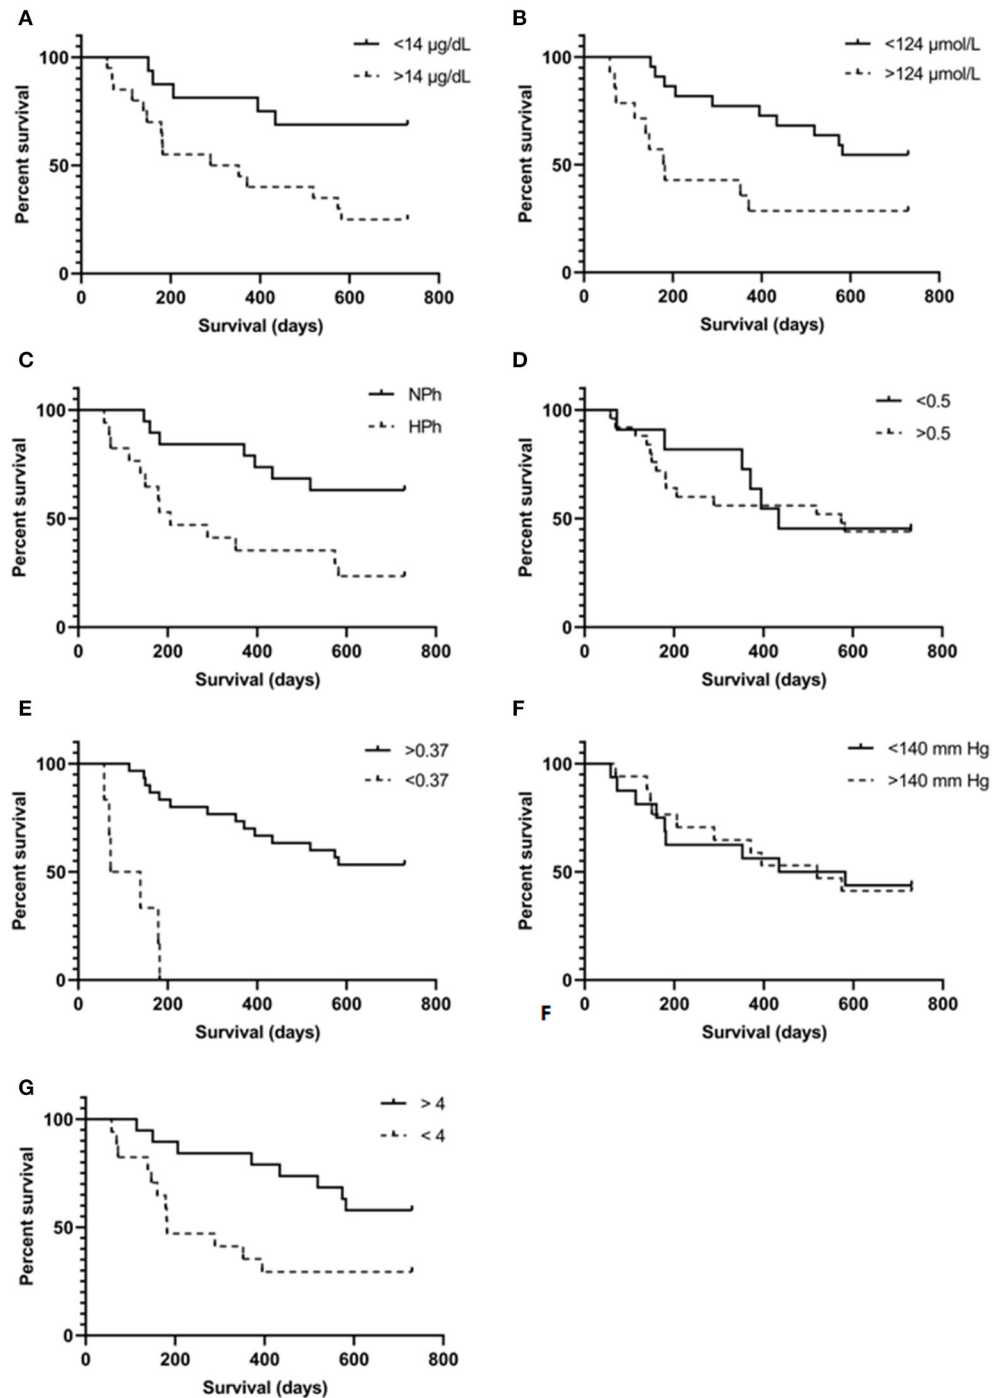 A
<14 µg/dL
>14 µg/dL
Percent survival
100
50
0
0 200 400 600 800
Survival (days)
B
<124 µmol/L
>124 µmol/L
Percent survival
100
50
0
0 200 400 600 800
Survival (days)
C
NPh
HPh
Percent survival
100
50
0
0 200 400 600 800
Survival (days)
D
<0.5
>0.5
Percent survival
100
50
0
0 200 400 600 800
Survival (days)
E
>0.37
<0.37
Percent survival
100
50
0
0 200 400 600 800
Survival (days)
F
<140 mm Hg
>140 mm Hg
Percent survival
100
50
0
0 200 400 600 800
Survival (days)
F
G
> 4
< 4
Percent survival
100
50
0
0 200 400 600 800
Survival (days)